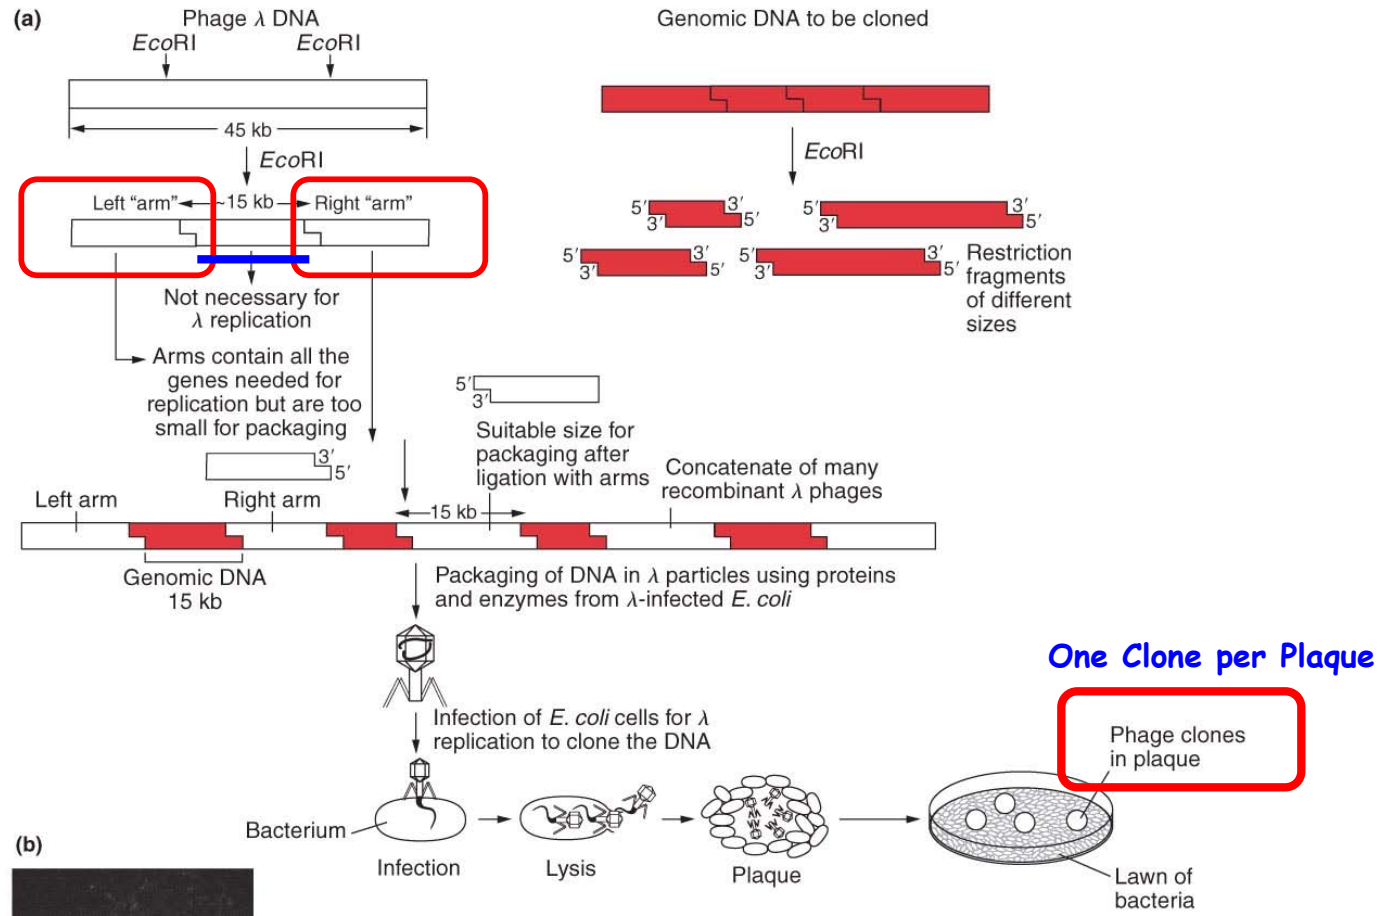 (a)
Phage λ DNA
EcoRI
EcoRI
45 kb
EcoRI
Left “arm”
~15 kb
Right “arm”
Not necessary for
λ replication
Arms contain all the
genes needed for
replication but are too
small for packaging
Genomic DNA to be cloned
EcoRI
5′
3′
3′
5′
5′
3′
3′
5′
5′
3′
3′
5′
5′
3′
3′
5′
Restriction
fragments
of different
sizes
3′
5′
5′
3′
Suitable size for
packaging after
ligation with arms
Concatenate of many
recombinant λ phages
Left arm
Right arm
15 kb
Genomic DNA
15 kb
Packaging of DNA in λ particles using proteins
and enzymes from λ-infected E. coli
Infection of E. coli cells for λ
replication to clone the DNA
One Clone per Plaque
Phage clones
in plaque
Bacterium
Infection
Lysis
Plaque
Lawn of
bacteria
(b)